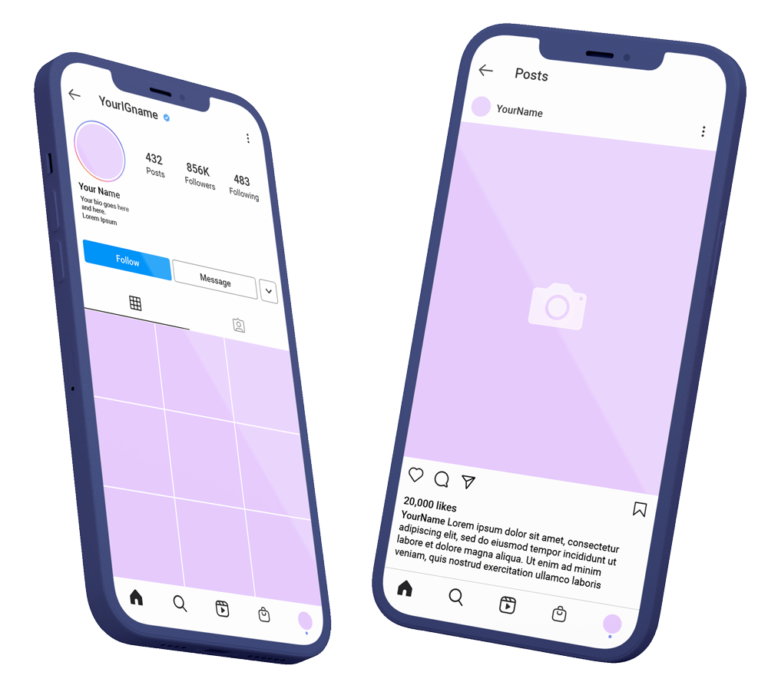 YourIGname
432
Posts
856K
Followers
483
Following
Your Name
Your bio goes here
and here.
Lorem Ipsum
Follow
Message
Posts
YourName
20,000 likes
YourName Lorem ipsum dolor sit amet, consectetur
adipiscing elit, sed do eiusmod tempor incididunt ut
labore et dolore magna aliqua. Ut enim ad minim
veniam, quis nostrud exercitation ullamco laboris